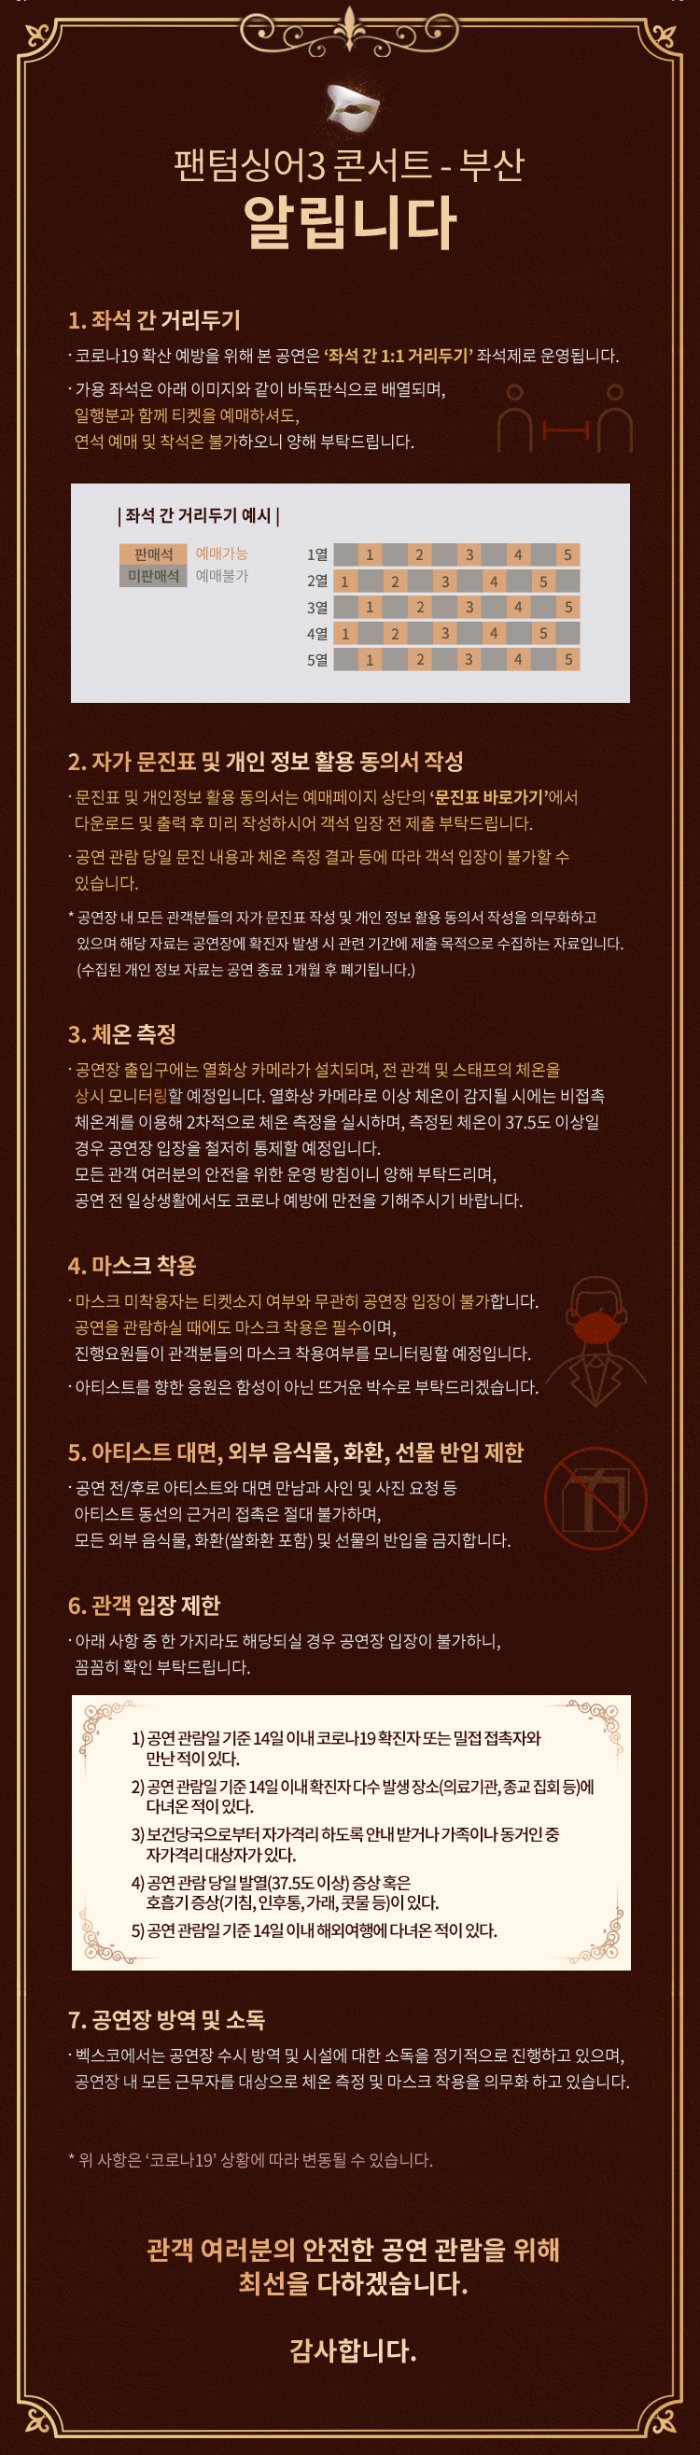 팬텀싱어3 콘서트 - 부산
알립니다
1. 좌석 간 거리두기
· 코로나19 확산 예방을 위해 본 공연은 ‘좌석 간 1:1 거리두기’ 좌석제로 운영됩니다.
· 가용 좌석은 아래 이미지와 같이 바둑판식으로 배열되며,
일행분과 함께 티켓을 예매하셔도,
연석 예매 및 착석은 불가하오니 양해 부탁드립니다.
| 좌석 간 거리두기 예시 |
판매석 예매가능
미판매석 예매불가
1열 1 2 3 4 5
2열 1 2 3 4 5
3열 1 2 3 4 5
4열 1 2 3 4 5
5열 1 2 3 4 5
2. 자가 문진표 및 개인 정보 활용 동의서 작성
· 문진표 및 개인정보 활용 동의서는 예매페이지 상단의 ‘문진표 바로가기’에서
다운로드 및 출력 후 미리 작성하시어 객석 입장 전 제출 부탁드립니다.
· 공연 관람 당일 문진 내용과 체온 측정 결과 등에 따라 객석 입장이 불가할 수
있습니다.
* 공연장 내 모든 관객분들의 자가 문진표 작성 및 개인 정보 활용 동의서 작성을 의무화하고
있으며 해당 자료는 공연장에 확진자 발생 시 관련 기간에 제출 목적으로 수집하는 자료입니다.
(수집된 개인 정보 자료는 공연 종료 1개월 후 폐기됩니다.)
3. 체온 측정
· 공연장 출입구에는 열화상 카메라가 설치되며, 전 관객 및 스태프의 체온을
상시 모니터링할 예정입니다. 열화상 카메라로 이상 체온이 감지될 시에는 비접촉
체온계를 이용해 2차적으로 체온 측정을 실시하며, 측정된 체온이 37.5도 이상일
경우 공연장 입장을 철저히 통제할 예정입니다.
모든 관객 여러분의 안전을 위한 운영 방침이니 양해 부탁드리며,
공연 전 일상생활에서도 코로나 예방에 만전을 기해주시기 바랍니다.
4. 마스크 착용
· 마스크 미착용자는 티켓소지 여부와 무관히 공연장 입장이 불가합니다.
공연을 관람하실 때에도 마스크 착용은 필수이며,
진행요원들이 관객분들의 마스크 착용여부를 모니터링할 예정입니다.
· 아티스트를 향한 응원은 함성이 아닌 뜨거운 박수로 부탁드리겠습니다.
5. 아티스트 대면, 외부 음식물, 화환, 선물 반입 제한
· 공연 전/후로 아티스트와 대면 만남과 사인 및 사진 요청 등
아티스트 동선의 근거리 접촉은 절대 불가하며,
모든 외부 음식물, 화환(쌀화환 포함) 및 선물의 반입을 금지합니다.
6. 관객 입장 제한
· 아래 사항 중 한 가지라도 해당되실 경우 공연장 입장이 불가하니,
꼼꼼히 확인 부탁드립니다.
1) 공연 관람일 기준 14일 이내 코로나19 확진자 또는 밀접 접촉자와
만난 적이 있다.
2) 공연 관람일 기준 14일 이내 확진자 다수 발생 장소(의료기관, 종교 집회 등)에
다녀온 적이 있다.
3) 보건당국으로부터 자가격리 하도록 안내 받거나 가족이나 동거인 중
자가격리 대상자가 있다.
4) 공연 관람 당일 발열(37.5도 이상) 증상 혹은
호흡기 증상(기침, 인후통, 가래, 콧물 등)이 있다.
5) 공연 관람일 기준 14일 이내 해외여행에 다녀온 적이 있다.
7. 공연장 방역 및 소독
· 벡스코에서는 공연장 수시 방역 및 시설에 대한 소독을 정기적으로 진행하고 있으며,
공연장 내 모든 근무자를 대상으로 체온 측정 및 마스크 착용을 의무화 하고 있습니다.
* 위 사항은 ‘코로나19’ 상황에 따라 변동될 수 있습니다.
관객 여러분의 안전한 공연 관람을 위해
최선을 다하겠습니다.
감사합니다.